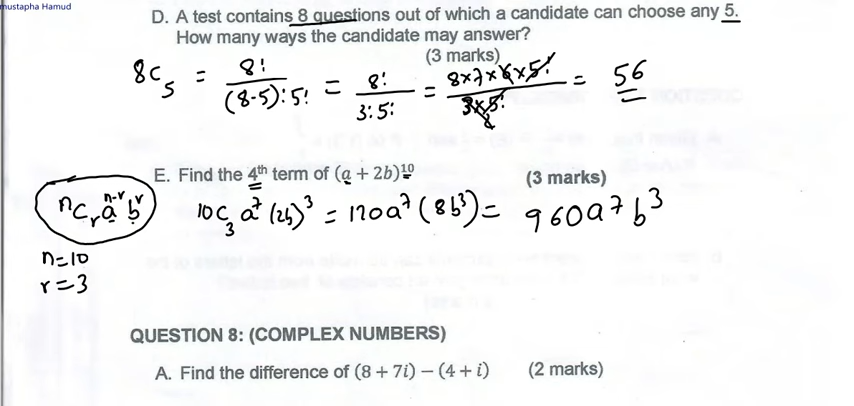 mustapha Hamud
D. A test contains 8 questions out of which a candidate can choose any 5.
How many ways the candidate may answer?
(3 marks)
8C5 = 8! / (8-5)! 5! = 8! / 3! 5! = 8×7×6×5! / 3×5! = 56
E. Find the 4th term of (a + 2b)^10
(3 marks)
nCr a^n-r b^r
10C3 a^7 (2b)^3 = 120a^7 (8b^3) = 960a^7 b^3
n=10
r=3
QUESTION 8: (COMPLEX NUMBERS)
A. Find the difference of (8 + 7i) − (4 + i) (2 marks)